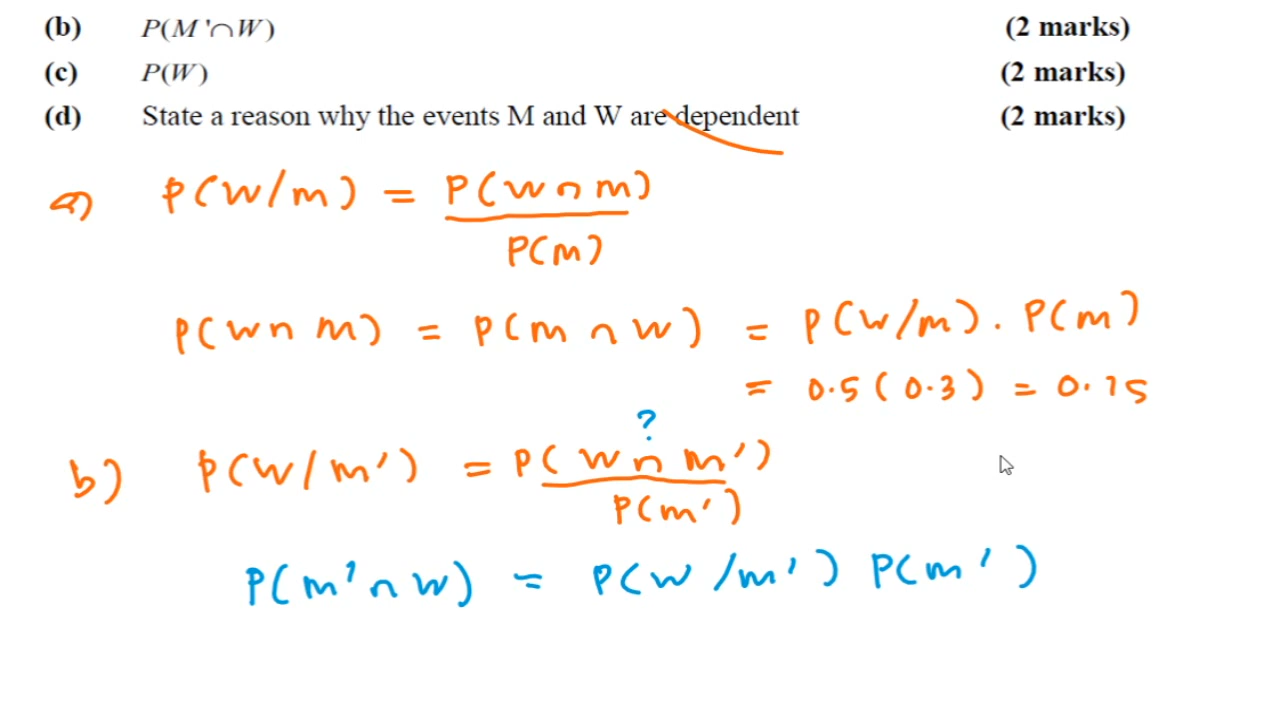 (b) P(M'∩W) (2 marks)
(c) P(W) (2 marks)
(d) State a reason why the events M and W are dependent (2 marks)
a) P(W/m) = P(W∩m)
P(m)
P(W∩m) = P(m∩W) = P(W/m). P(m)
= 0.5(0.3) = 0.15
?
b) P(W/m') = P(W∩m')
P(m')
P(m'∩W) = P(W/m') P(m')